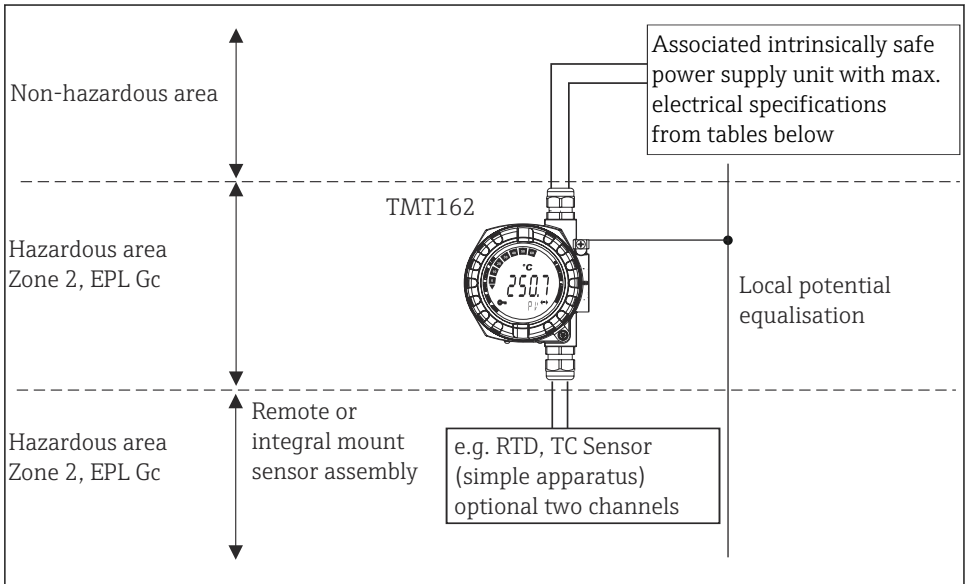 Non-hazardous area
Associated intrinsically safe
power supply unit with max.
electrical specifications
from tables below
TMT162
Hazardous area
Zone 2, EPL Gc
°C
250.7
P1
Local potential
equalisation
Hazardous area
Zone 2, EPL Gc
Remote or
integral mount
sensor assembly
e.g. RTD, TC Sensor
(simple apparatus)
optional two channels